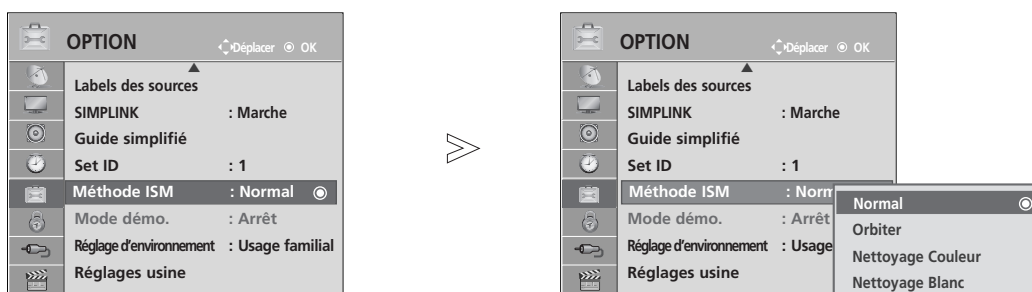 OPTION
Déplacer OK
Labels des sources
SIMPLINK : Marche
Guide simplifié
Set ID : 1
Méthode ISM : Normal
Mode démo. : Arrêt
Réglage d'environnement : Usage familial
Réglages usine
OPTION
Déplacer OK
Labels des sources
SIMPLINK : Marche
Guide simplifié
Set ID : 1
Méthode ISM : Norm
Mode démo. : Arrêt
Réglage d'environnement : Usage
Réglages usine
Normal
Orbiter
Nettoyage Couleur
Nettoyage Blanc